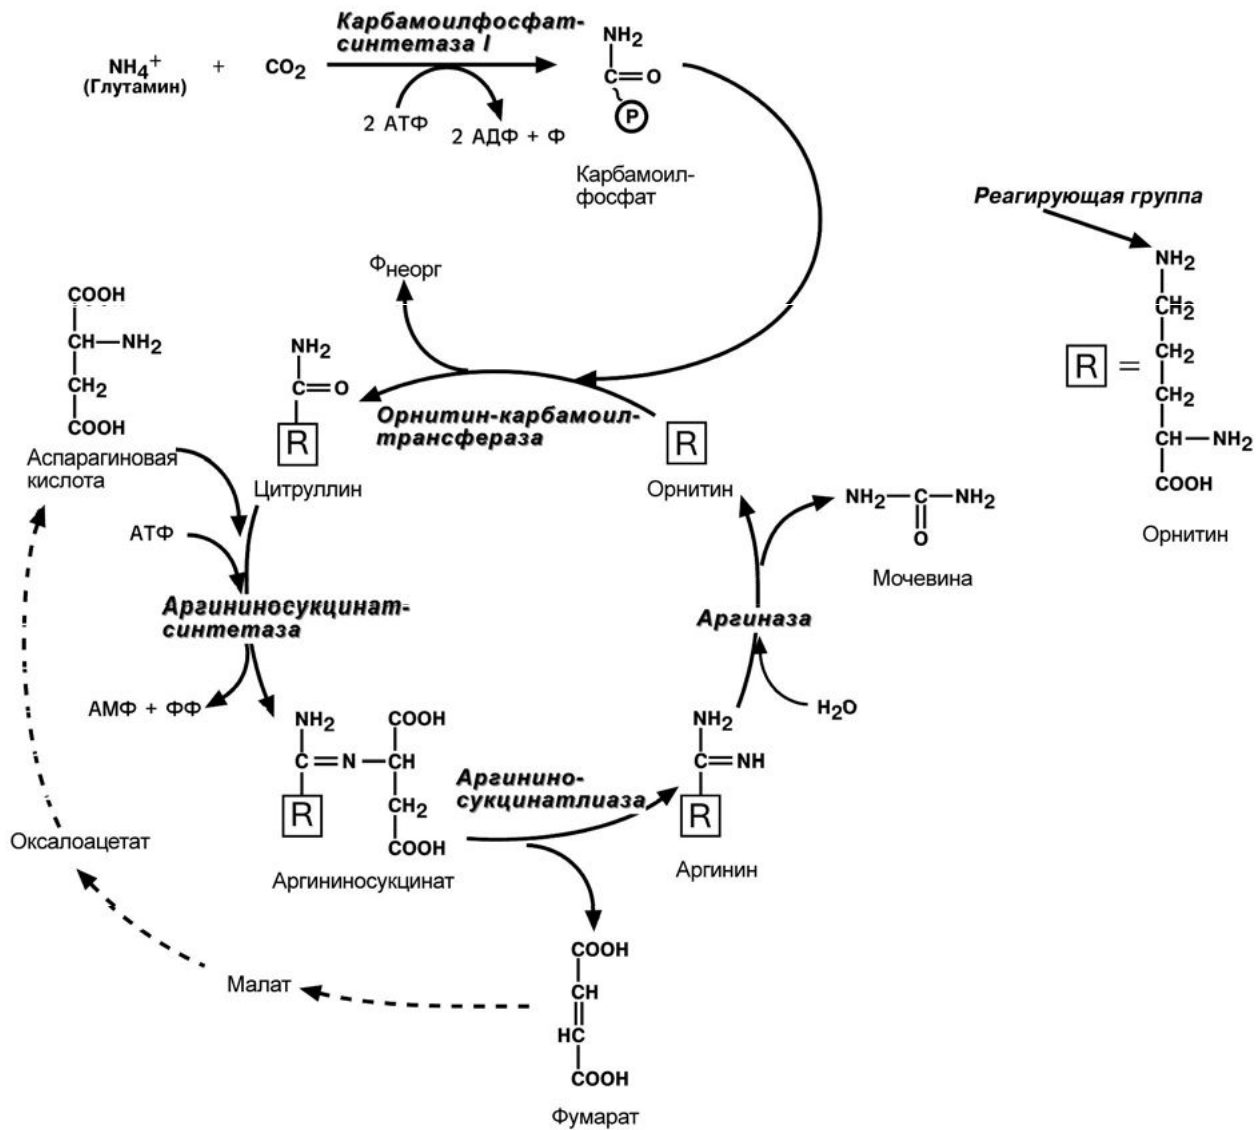 Карбамоилфосфат-
синтетаза I
NH4+ + CO2
(Глутамин)
2 АТФ
2 АДФ + Ф
NH2
C=O
P
Карбамоил-
фосфат
Реагирующая группа
NH2
CH2
CH2
CH2
CH—NH2
COOH
R =
Орнитин
Фнеорг
COOH
CH—NH2
CH2
COOH
Аспарагиновая
кислота
NH2
C=O
R
Цитруллин
Орнитин-карбамоил-
трансфераза
R
Орнитин
NH2—C—NH2
O
Мочевина
АТФ
Аргининосукцинат-
синтетаза
АМФ + ФФ
Аргиназа
H2O
NH2
C=N—CH
R
COOH
CH2
COOH
Аргининосукцинат
Аргинино-
сукцинатлиаза
NH2
C=NH
R
Аргинин
Оксалоацетат
Малат
COOH
CH
HC
COOH
Фумарат